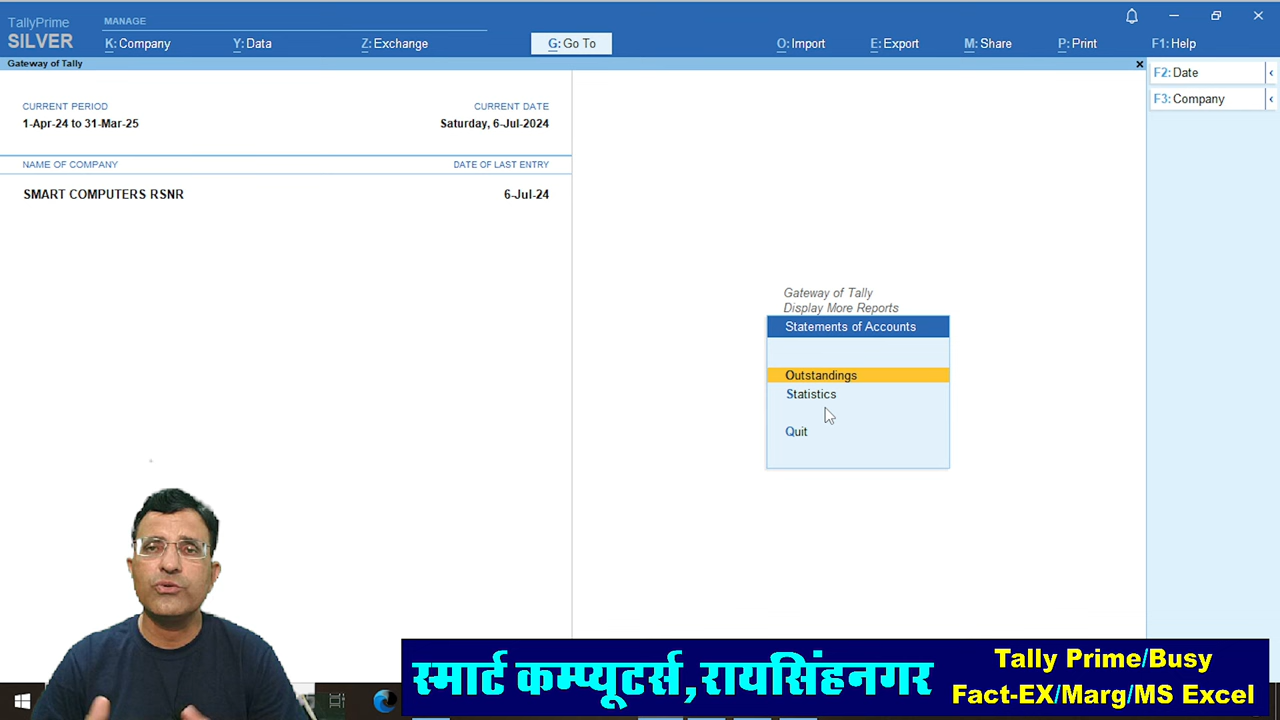 TallyPrime
SILVER
MANAGE
K: Company
Y: Data
Z: Exchange
G: Go To
O: Import
E: Export
M: Share
P: Print
F1: Help
Gateway of Tally
F2: Date
F3: Company
CURRENT PERIOD
CURRENT DATE
1-Apr-24 to 31-Mar-25
Saturday, 6-Jul-2024
NAME OF COMPANY
DATE OF LAST ENTRY
SMART COMPUTERS RSNR
6-Jul-24
Gateway of Tally
Display More Reports
Statements of Accounts
Outstandings
Statistics
Quit
स्मार्ट कम्प्यूटर्स,रायसिंहनगर
Tally Prime/Busy
Fact-EX/Marg/MS Excel